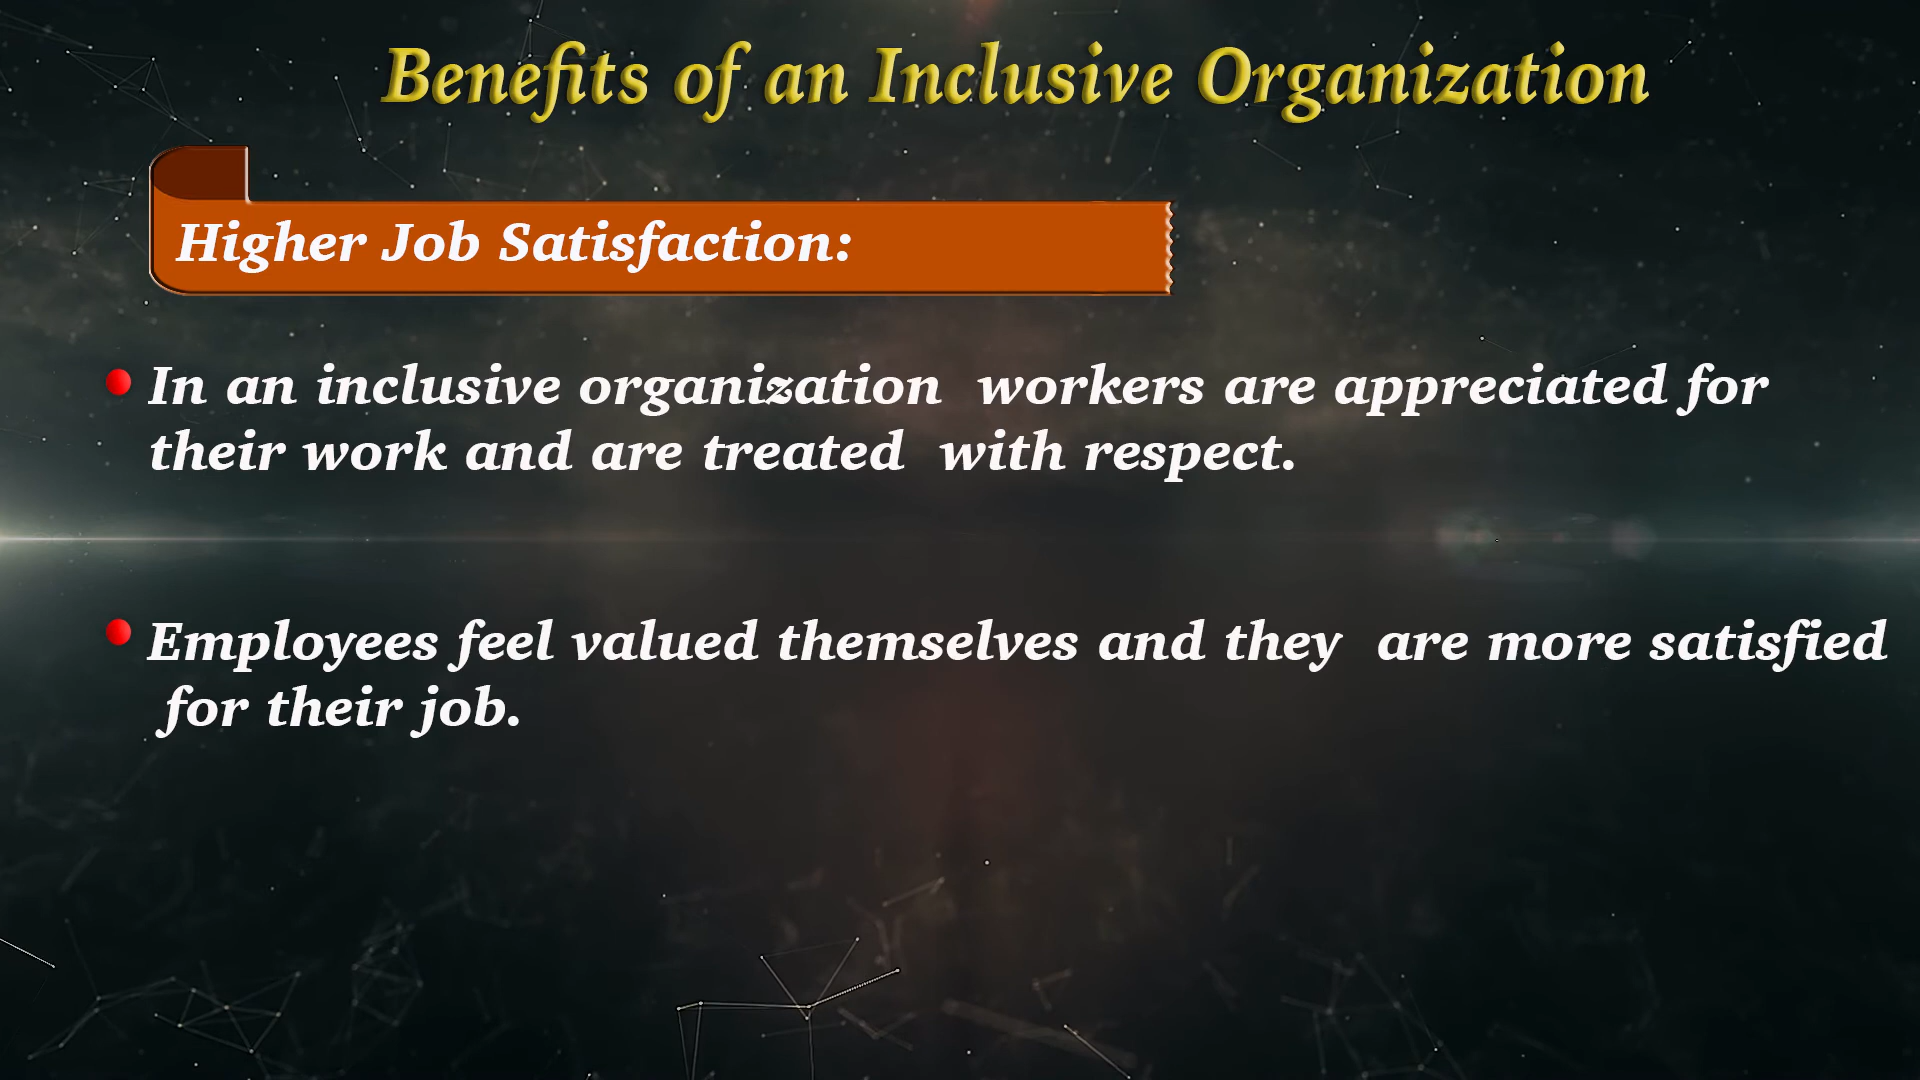 Benefits of an Inclusive Organization
Higher Job Satisfaction:
In an inclusive organization  workers are appreciated for
their work and are treated  with respect.
Employees feel valued themselves and they  are more satisfied
for their job.